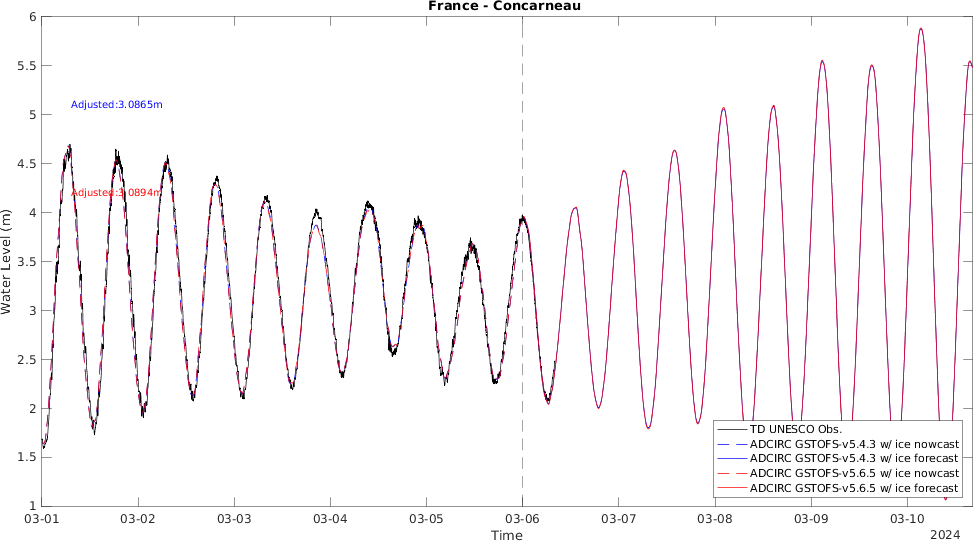 France - Concarneau
6
5.5
5
4.5
4
3.5
3
2.5
2
1.5
1
Water Level (m)
Adjusted:3.0865m
Adjusted:3.0894m
TD UNESCO Obs.
ADCIRC GSTOFS-v5.4.3 w/ ice nowcast
ADCIRC GSTOFS-v5.4.3 w/ ice forecast
ADCIRC GSTOFS-v5.6.5 w/ ice nowcast
ADCIRC GSTOFS-v5.6.5 w/ ice forecast
03-01 03-02 03-03 03-04 03-05 03-06 03-07 03-08 03-09 03-10
Time
2024